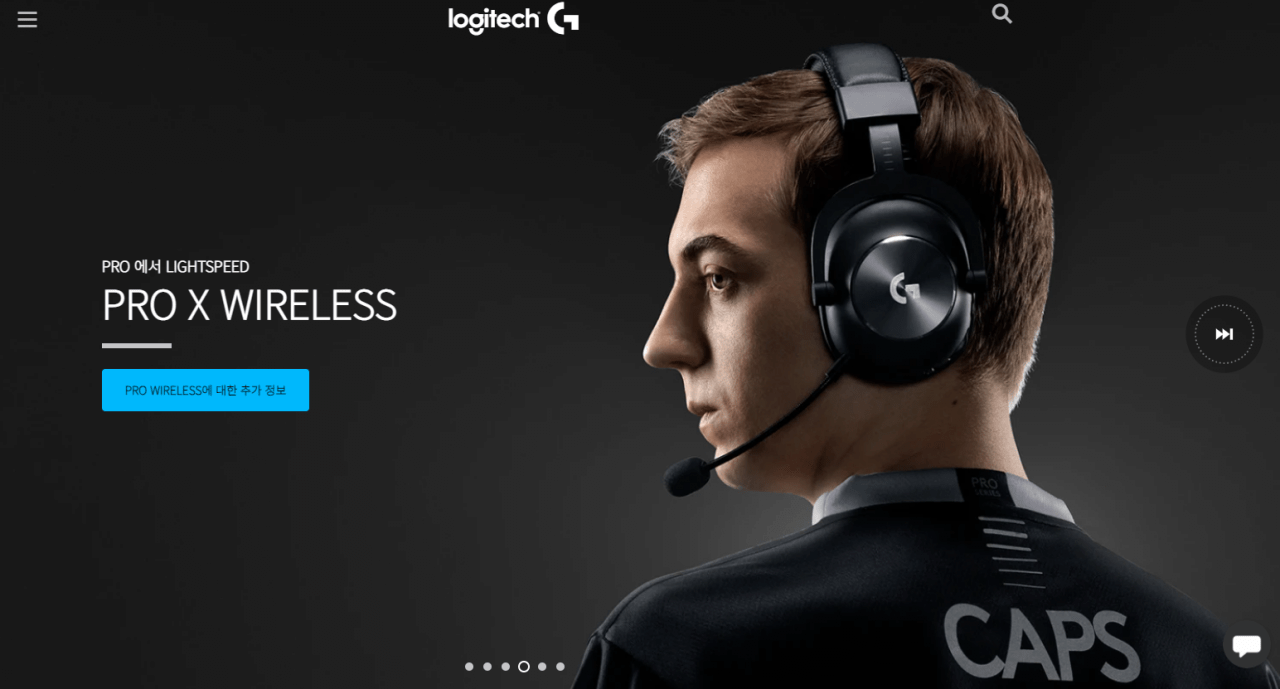 logitech G
PRO 에서 LIGHTSPEED
PRO X WIRELESS
PRO WIRELESS에 대한 추가 정보
G
PRO
SERIES
CAPS